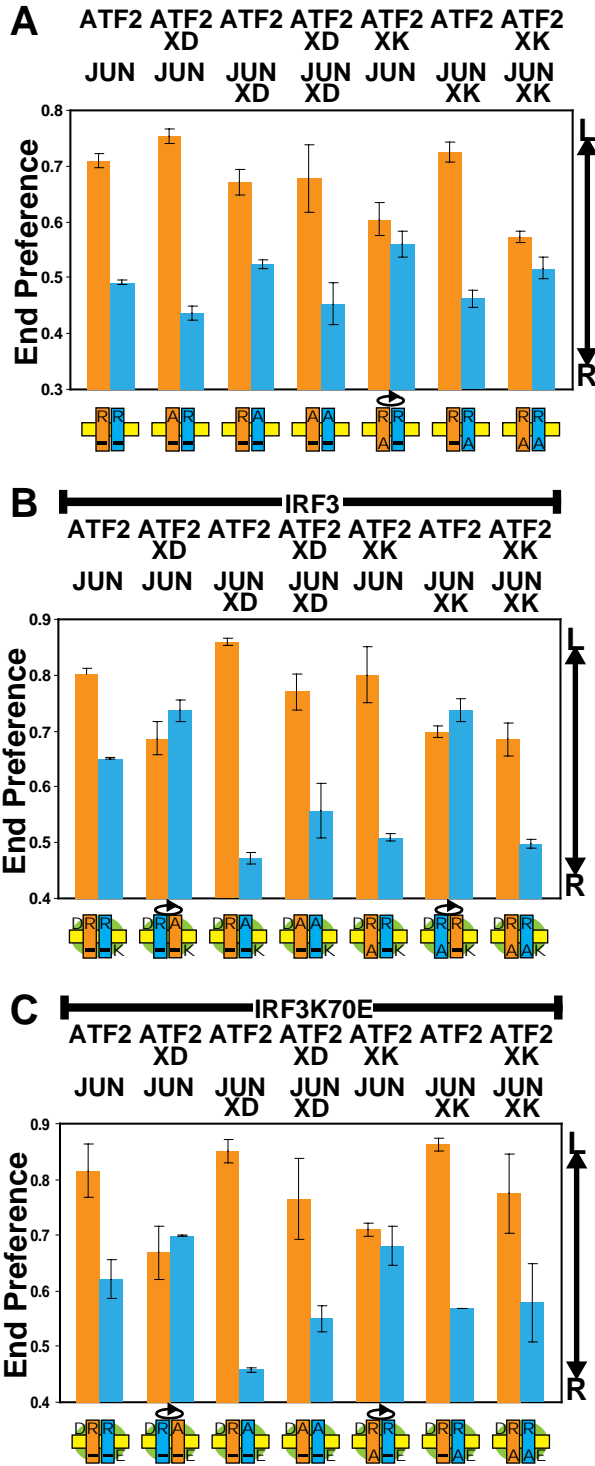 A
ATF2 ATF2 ATF2 ATF2 ATF2 ATF2 ATF2
XD XD XK XK
JUN JUN JUN JUN JUN JUN JUN
XD XD XK XK
0.8
0.7
0.6
0.5
0.4
0.3
End Preference
L
R
R R A R R A A A R R R R R R
A A A A
B
IRF3
ATF2 ATF2 ATF2 ATF2 ATF2 ATF2 ATF2
XD XD XK XK
JUN JUN JUN JUN JUN JUN JUN
XD XD XK XK
0.9
0.8
0.7
0.6
0.5
0.4
End Preference
L
R
D R R D R A D R A D A A D R R D R R D R R
K K K K A K A K A A K
C
IRF3K70E
ATF2 ATF2 ATF2 ATF2 ATF2 ATF2 ATF2
XD XD XK XK
JUN JUN JUN JUN JUN JUN JUN
XD XD XK XK
0.9
0.8
0.7
0.6
0.5
0.4
End Preference
L
R
D R R D R A D R A D A A D R R D R R D R R
E E E E A E A E A A E